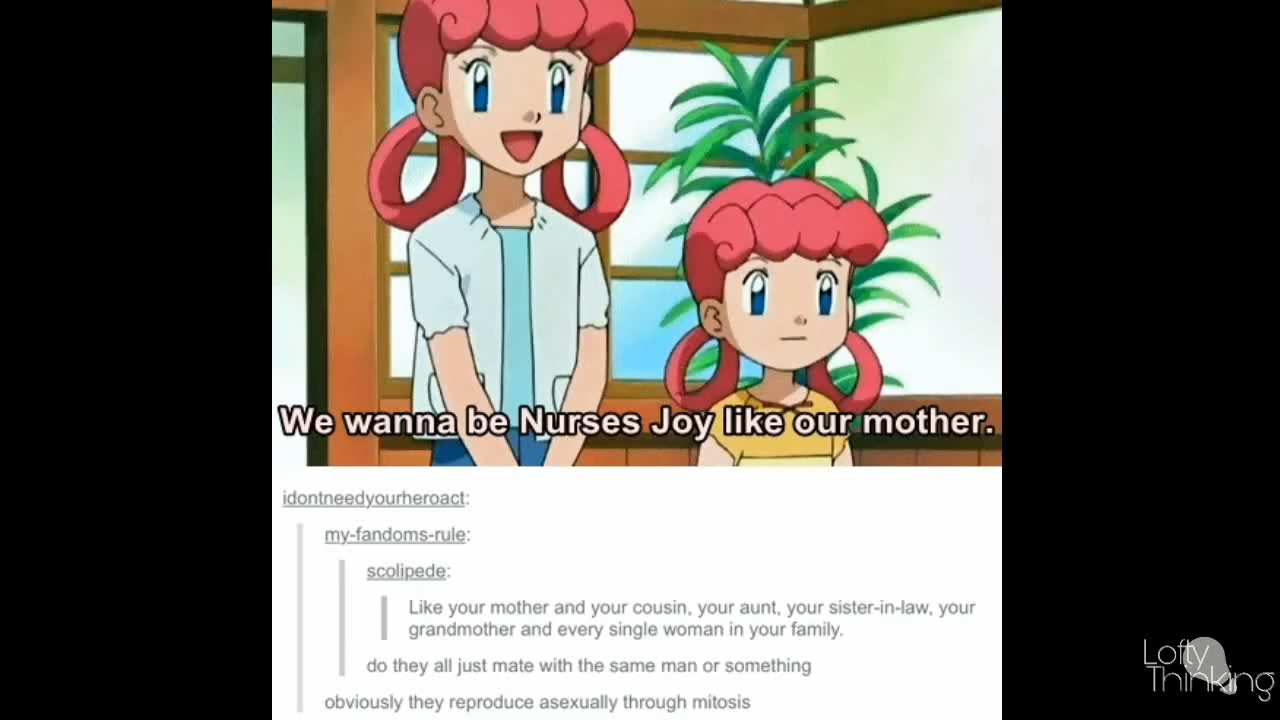 We wanna be Nurses Joy like our mother.
idontneedyourheroact:
my-fandoms-rule:
scolipede:
Like your mother and your cousin, your aunt, your sister-in-law, your
grandmother and every single woman in your family.
do they all just mate with the same man or something
obviously they reproduce asexually through mitosis
Lofty
Thinking